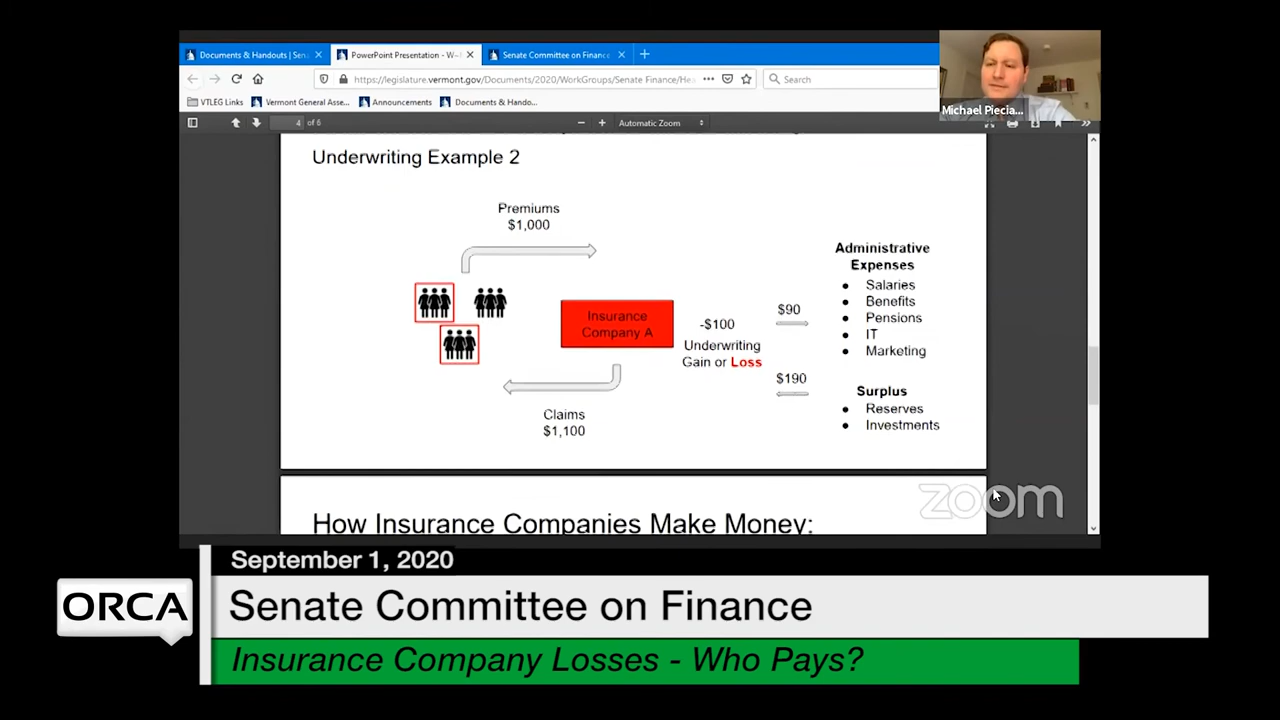 Documents & Handouts | Sen
PowerPoint Presentation - W-
Senate Committee on Financ
https://legislature.vermont.gov/Documents/2020/WorkGroups/Senate Finance/He
Search
VTLEG Links
Vermont General Asse...
Announcements
Documents & Hando...
Michael Piecia...
4 of 6
Automatic Zoom
Underwriting Example 2
Premiums
$1,000
Insurance
Company A
-$100
Underwriting
Gain or Loss
Claims
$1,100
$90
$190
Administrative
Expenses
Salaries
Benefits
Pensions
IT
Marketing
Surplus
Reserves
Investments
How Insurance Companies Make Money:
zoom
September 1, 2020
ORCA
Senate Committee on Finance
Insurance Company Losses - Who Pays?